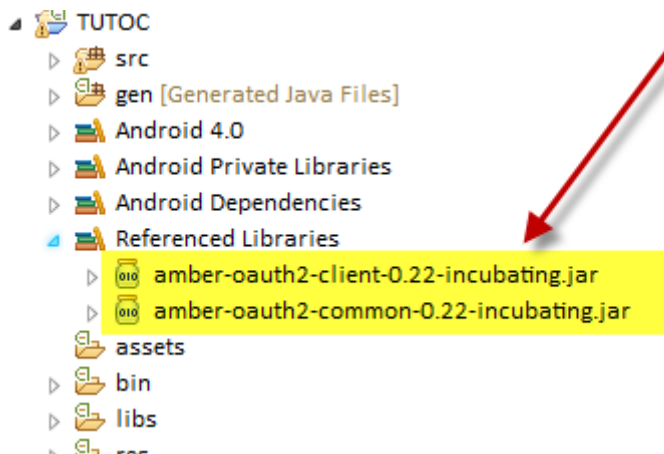 TUTOC
src
gen [Generated Java Files]
Android 4.0
Android Private Libraries
Android Dependencies
Referenced Libraries
amber-oauth2-client-0.22-incubating.jar
amber-oauth2-common-0.22-incubating.jar
assets
bin
libs